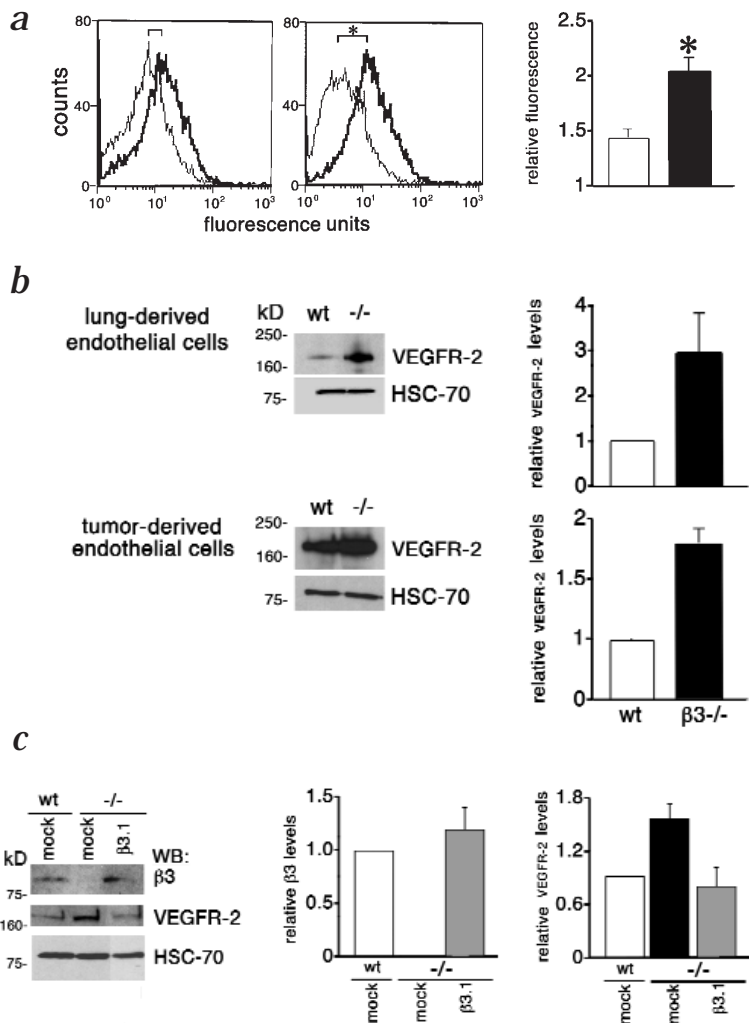 a
counts
80
40
0
10⁰ 10¹ 10² 10³
*
80
40
0
10⁰ 10¹ 10² 10³
fluorescence units
relative fluorescence
2.5
2
1.5
1
*
b
lung-derived
endothelial cells
kD
wt -/-
250-
160-
75-
VEGFR-2
HSC-70
relative VEGFR-2 levels
4
3
2
1
0
tumor-derived
endothelial cells
wt -/-
250-
160-
75-
VEGFR-2
HSC-70
relative VEGFR-2 levels
2
1.5
1
0
wt β3-/-
c
wt -/-
mock mock β3.1
kD
WB:
β3
75-
VEGFR-2
160-
HSC-70
75-
relative β3 levels
1.5
1.0
0.5
0
wt -/-
mock mock β3.1
relative VEGFR-2 levels
1.8
1.2
0.6
0
wt -/-
mock mock β3.1